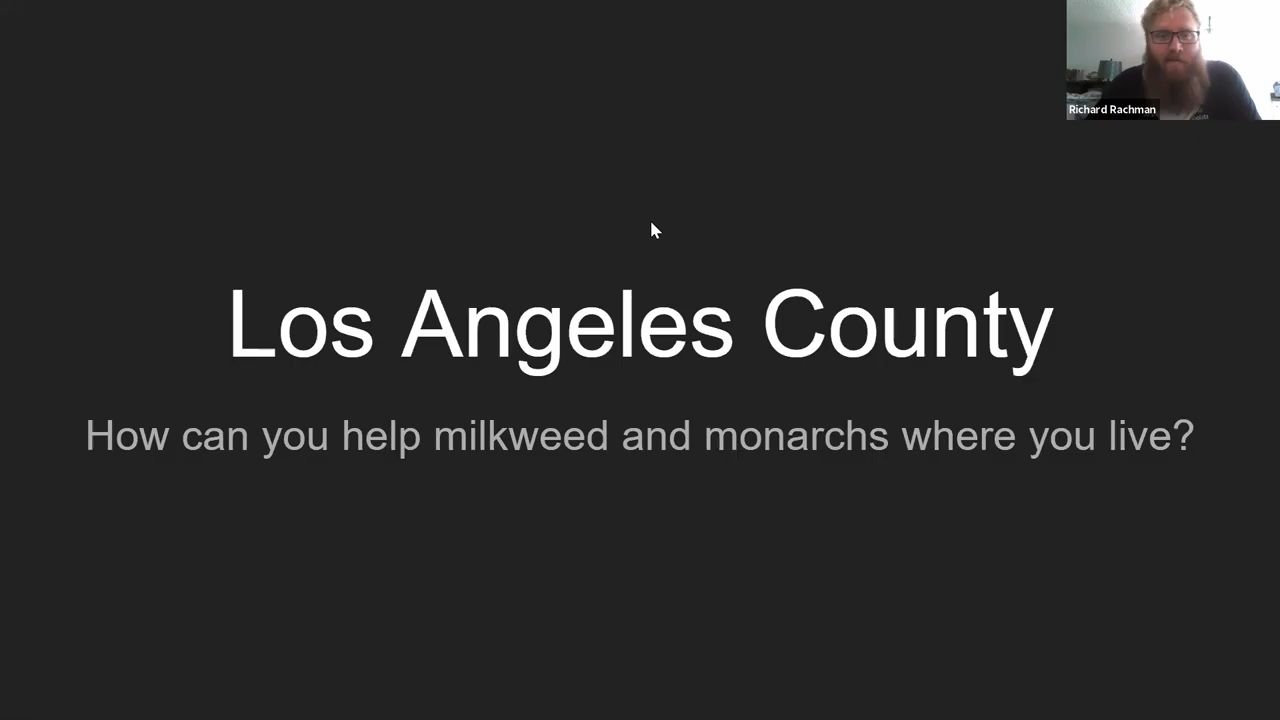 Richard Rachman
Los Angeles County
How can you help milkweed and monarchs where you live?